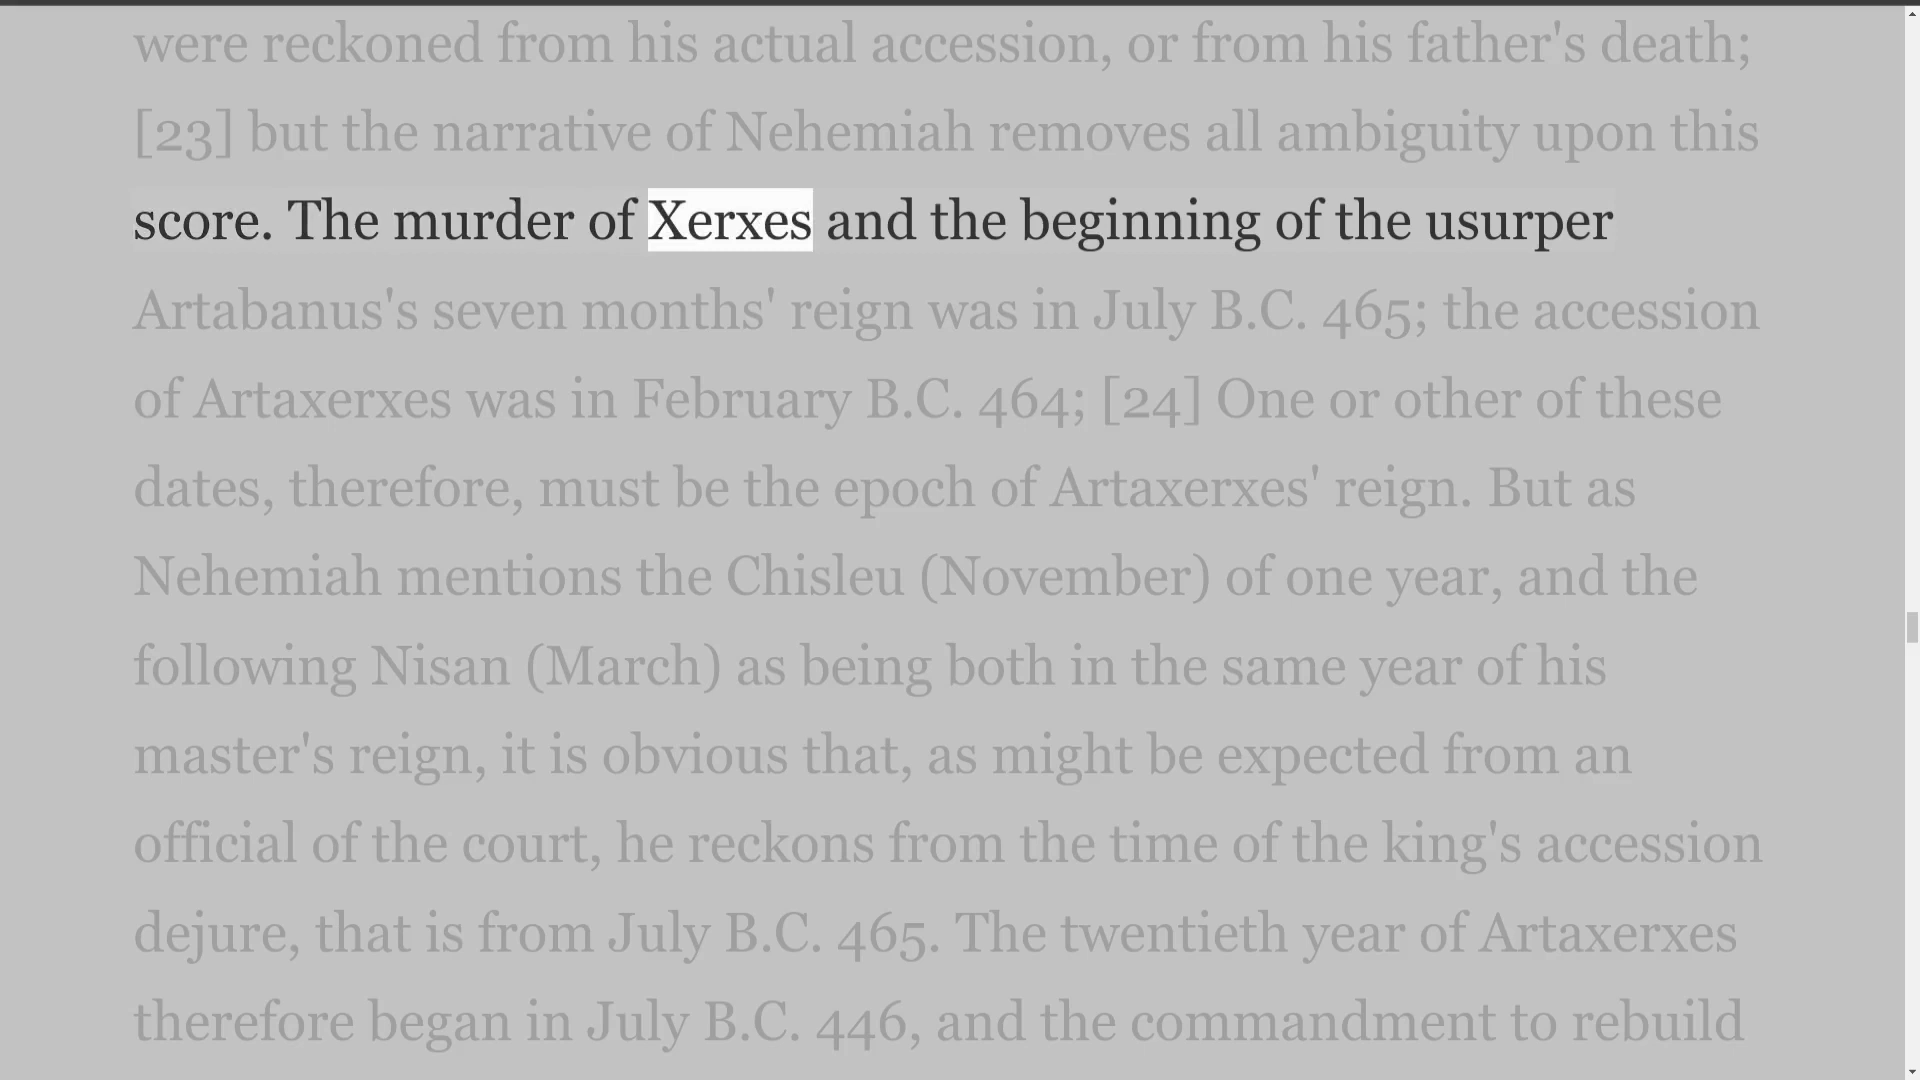 were reckoned from his actual accession, or from his father's death;
[23] but the narrative of Nehemiah removes all ambiguity upon this
score. The murder of Xerxes and the beginning of the usurper
Artabanus's seven months' reign was in July B.C. 465; the accession
of Artaxerxes was in February B.C. 464; [24] One or other of these
dates, therefore, must be the epoch of Artaxerxes' reign. But as
Nehemiah mentions the Chisleu (November) of one year, and the
following Nisan (March) as being both in the same year of his
master's reign, it is obvious that, as might be expected from an
official of the court, he reckons from the time of the king's accession
dejure, that is from July B.C. 465. The twentieth year of Artaxerxes
therefore began in July B.C. 446, and the commandment to rebuild